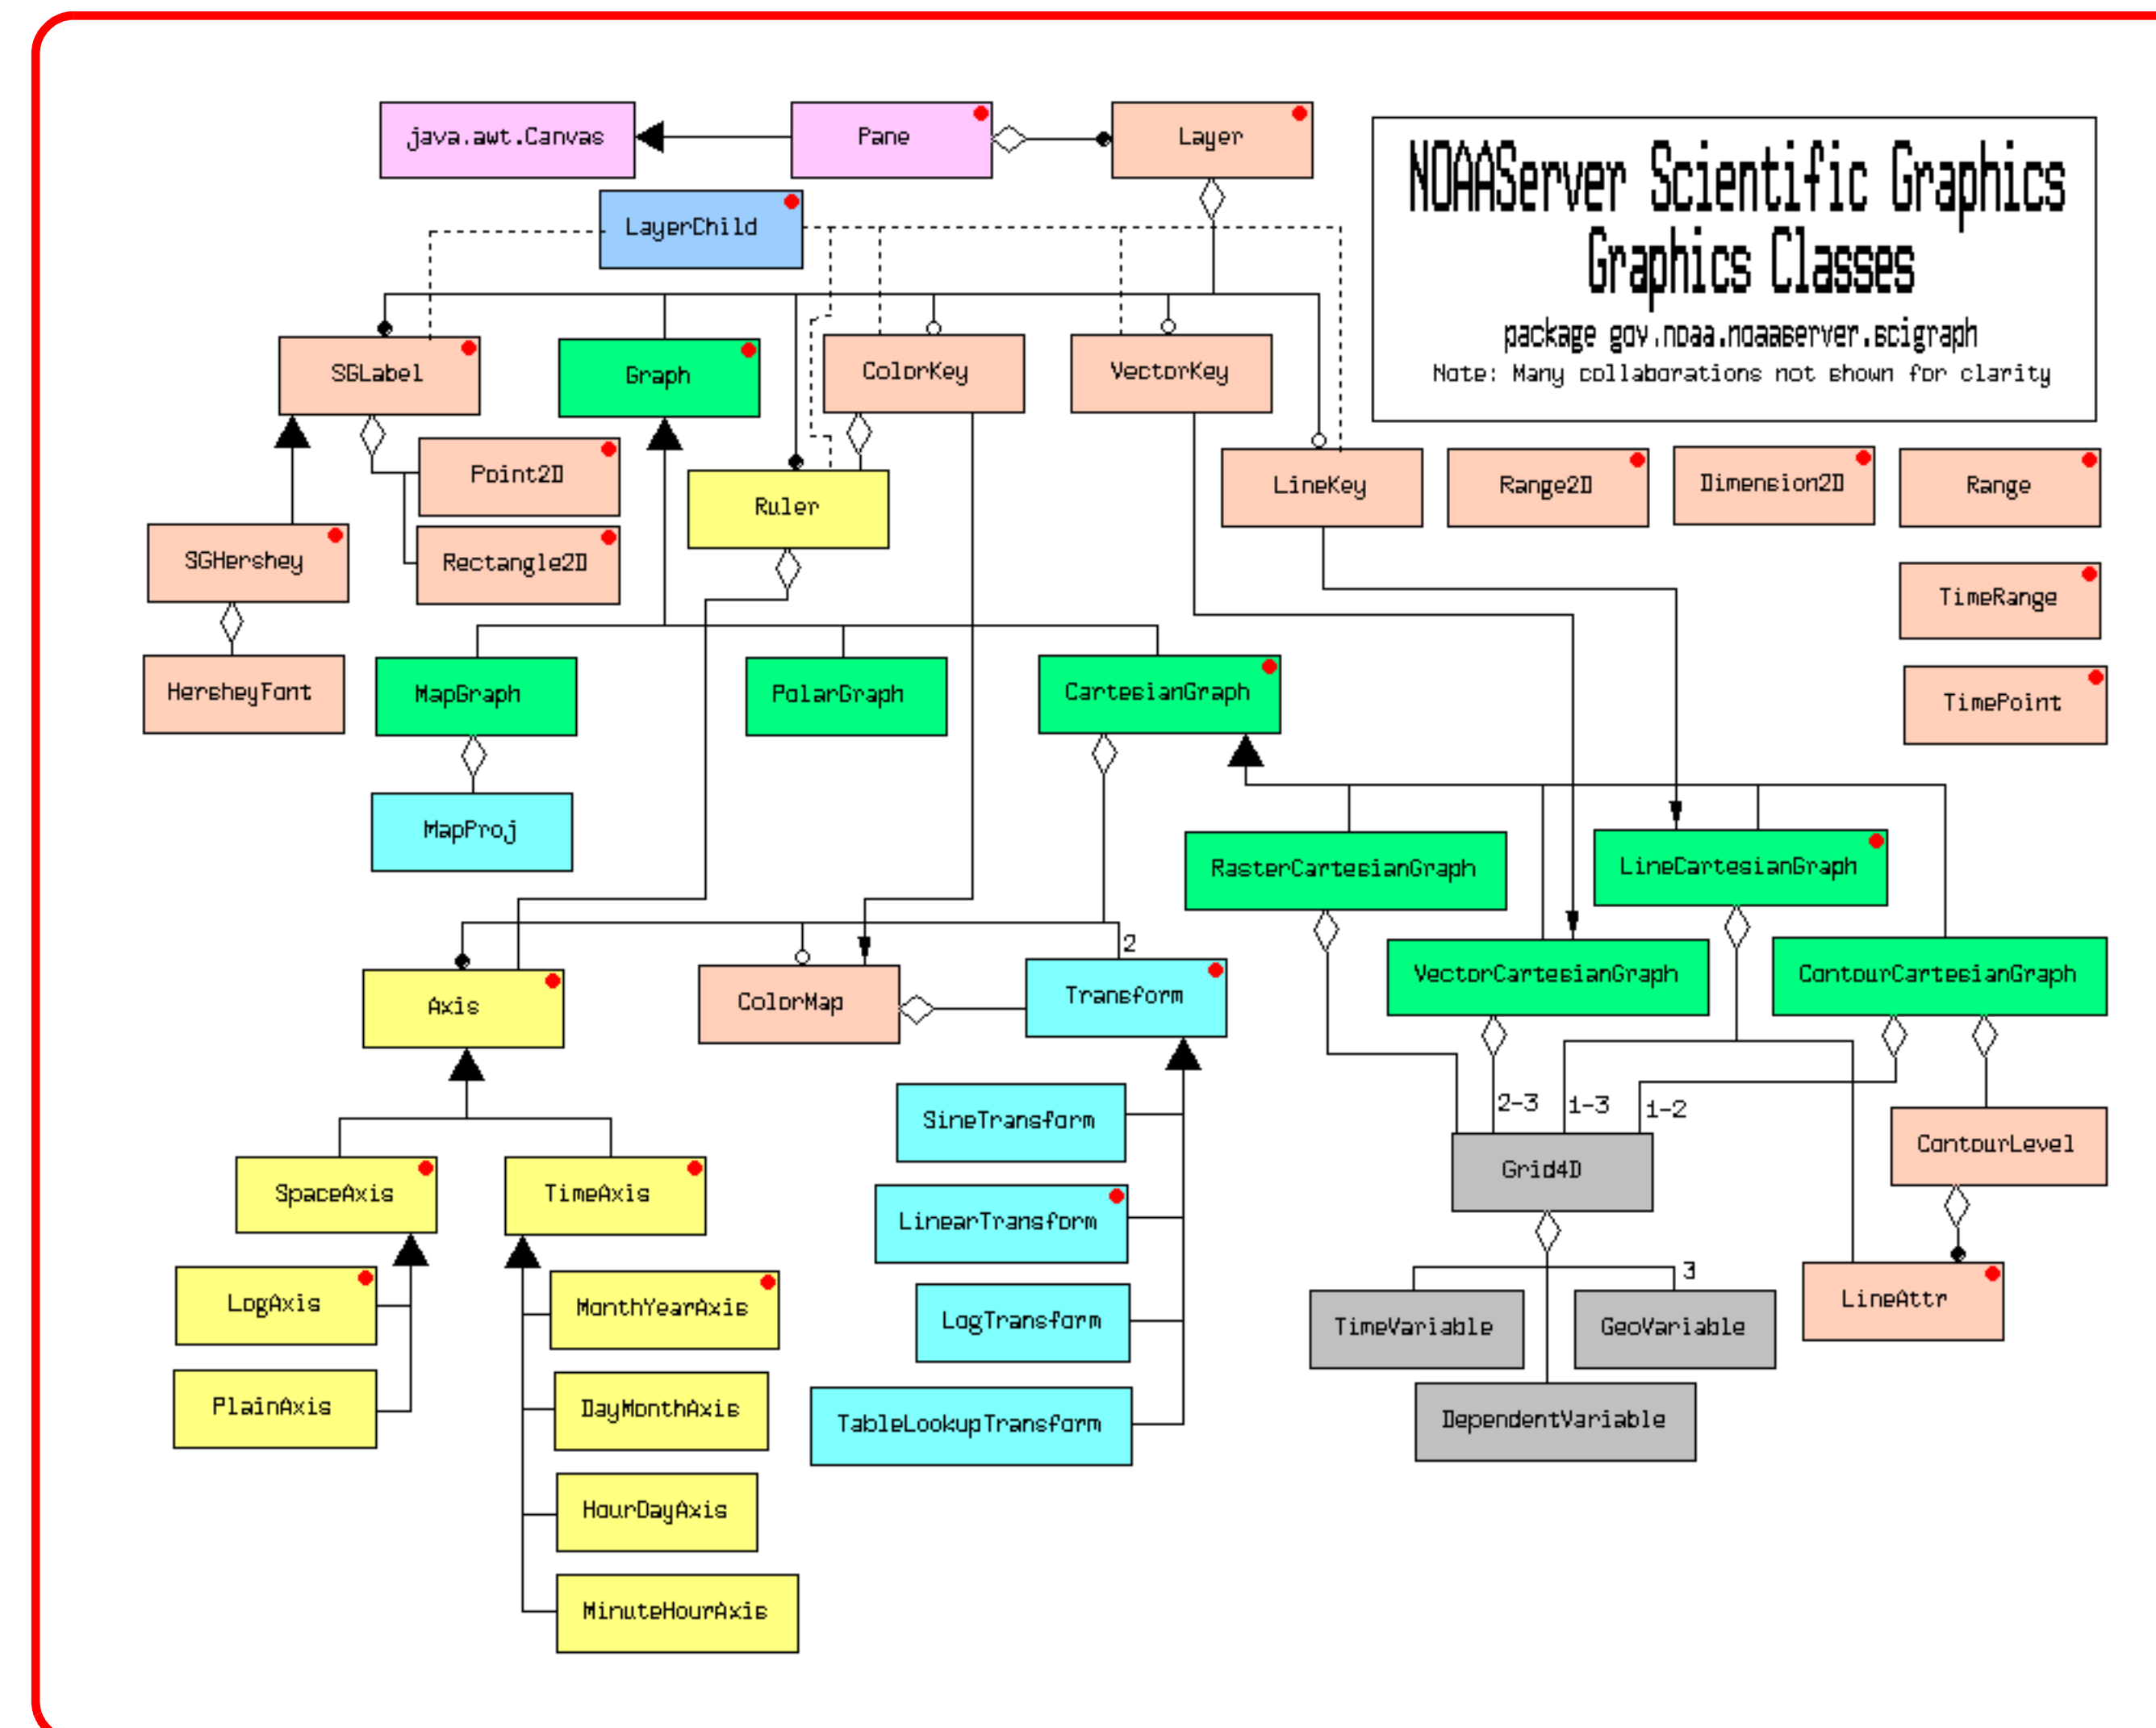 java.awt.Canvas
Pane
Layer
NOAAServer Scientific Graphics
Graphics Classes
package gov.noaa.noaaserver.scigraph
Note: Many collaborations not shown for clarity
LayerChild
SGLabel
Graph
ColorKey
VectorKey
Point2D
Ruler
LineKey
Range2D
Dimension2D
Range
SGHershey
Rectangle2D
TimeRange
HersheyFont
MapGraph
PolarGraph
CartesianGraph
TimePoint
MapProj
RasterCartesianGraph
LineCartesianGraph
2
Axis
ColorMap
Transform
VectorCartesianGraph
ContourCartesianGraph
2-3
1-3
1-2
SineTransform
ContourLevel
Grid4D
SpaceAxis
TimeAxis
LinearTransform
3
LogAxis
MonthYearAxis
LogTransform
TimeVariable
GeoVariable
LineAttr
PlainAxis
DayMonthAxis
TableLookupTransform
DependentVariable
HourDayAxis
MinuteHourAxis